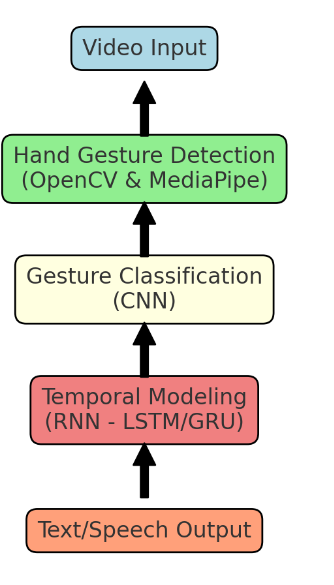 Video Input
Hand Gesture Detection
(OpenCV & MediaPipe)
Gesture Classification
(CNN)
Temporal Modeling
(RNN - LSTM/GRU)
Text/Speech Output